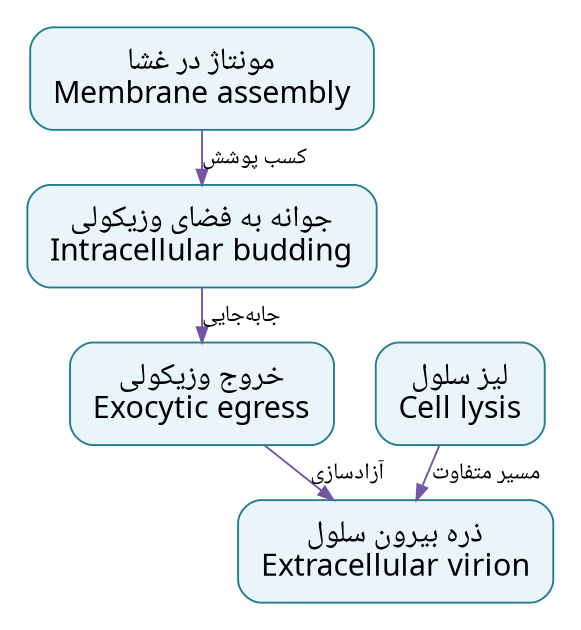 مونتاژ در غشا
Membrane assembly
کسب پوشش
جوانه به فضای وزیکولی
Intracellular budding
جابه‌جایی
خروج وزیکولی
Exocytic egress
لیز سلول
Cell lysis
آزادسازی
مسیر متفاوت
ذره بیرون سلول
Extracellular virion